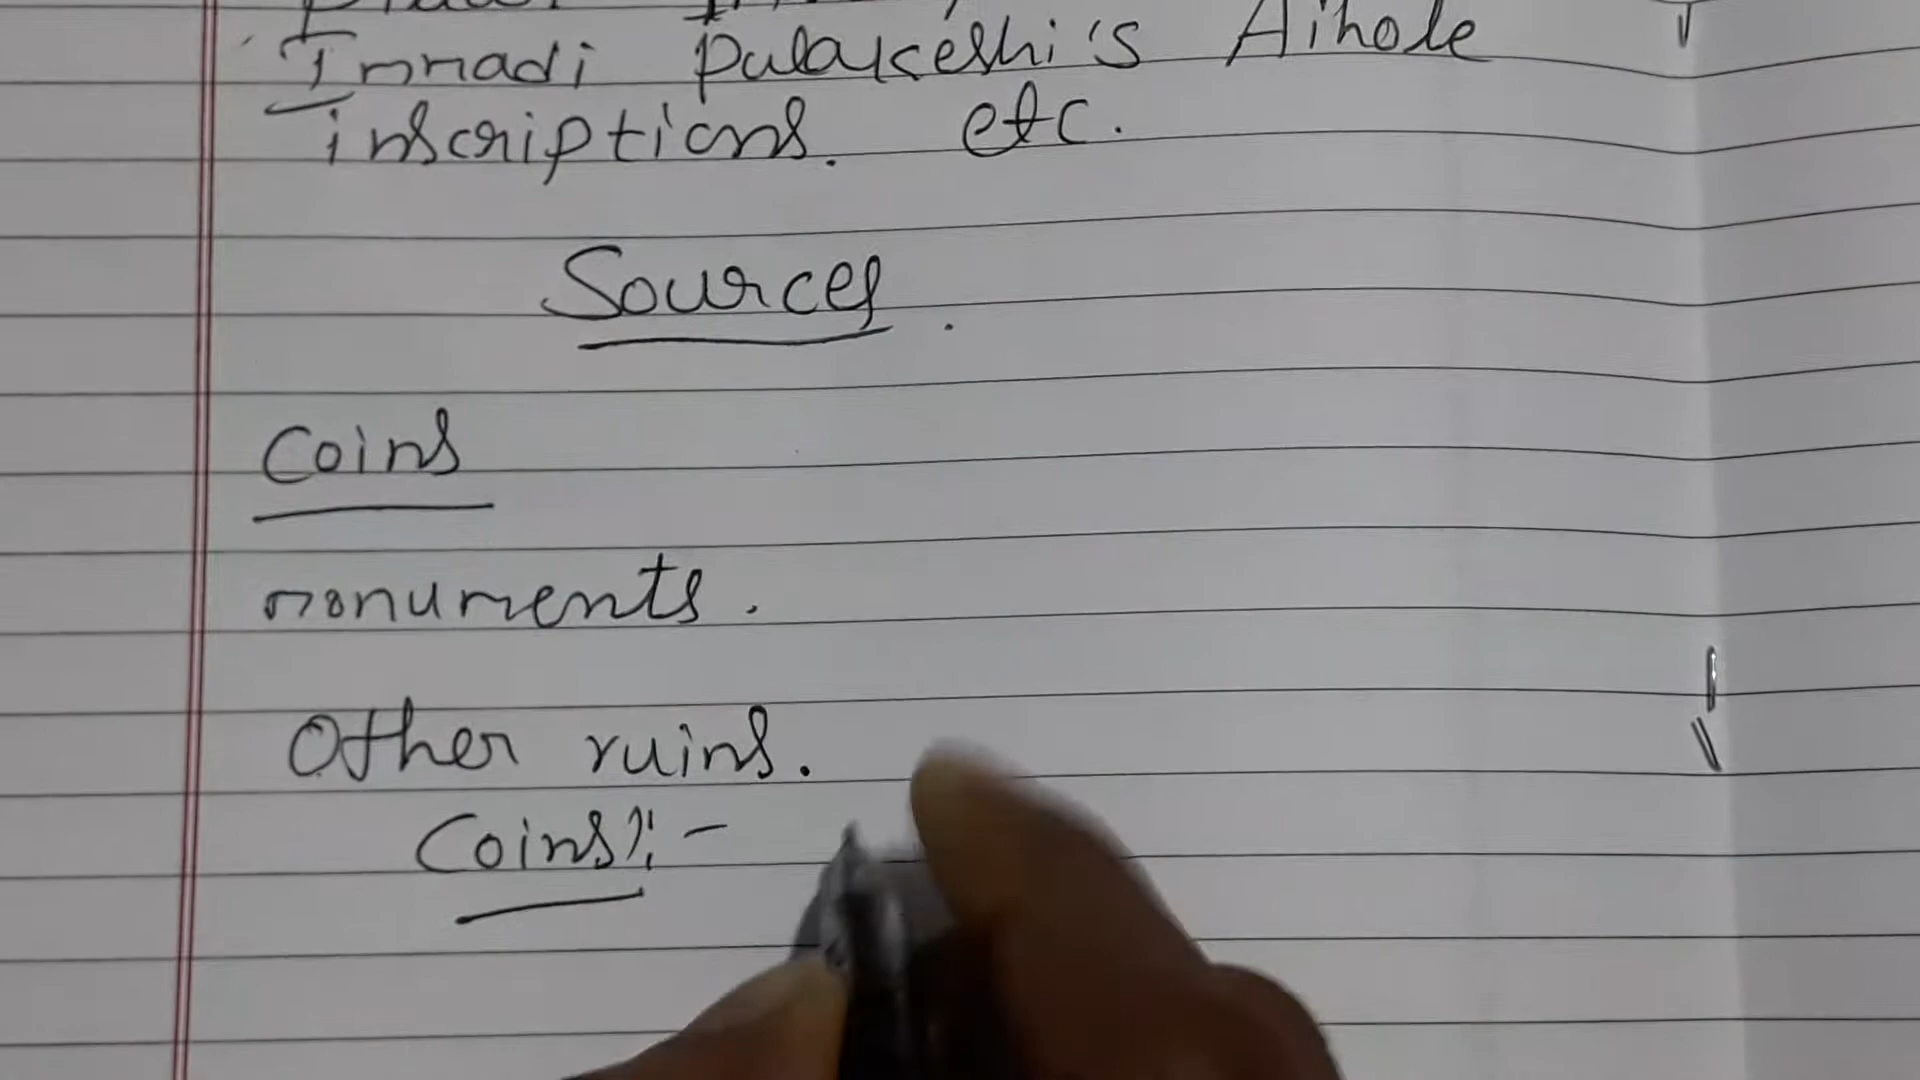 Immadi Pulakeshi's Aihole
inscriptions. etc.
Sources.
Coins
monuments.
Other ruins.
Coins:-